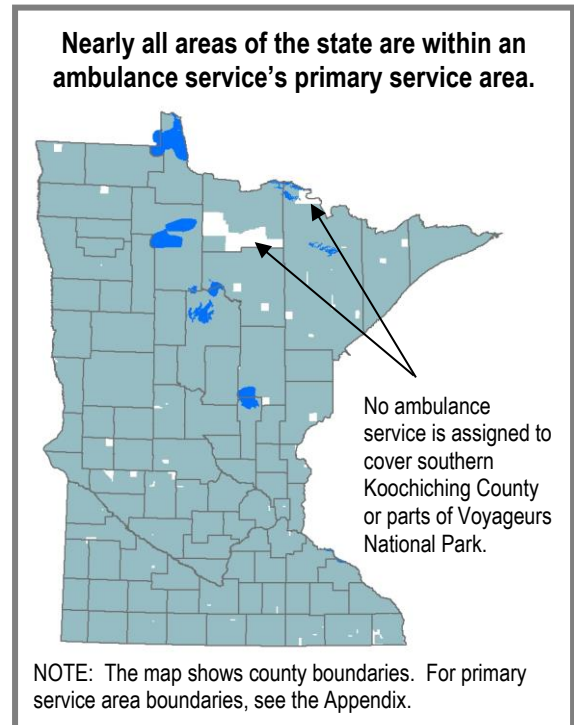 Nearly all areas of the state are within an
ambulance service's primary service area.
No ambulance
service is assigned to
cover southern
Koochiching County
or parts of Voyageurs
National Park.
NOTE:  The map shows county boundaries.  For primary
service area boundaries, see the Appendix.